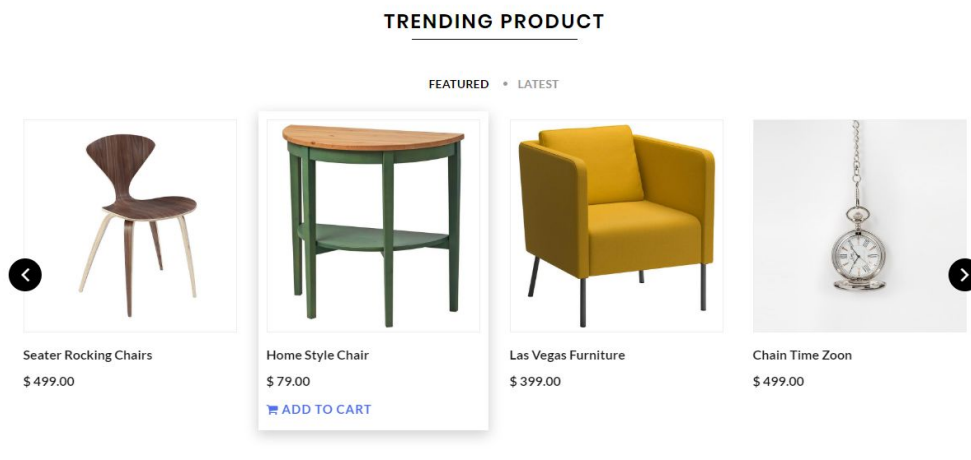 TRENDING PRODUCT
FEATURED • LATEST
Seater Rocking Chairs
$ 499.00
Home Style Chair
$ 79.00
ADD TO CART
Las Vegas Furniture
$ 399.00
Chain Time Zoon
$ 499.00